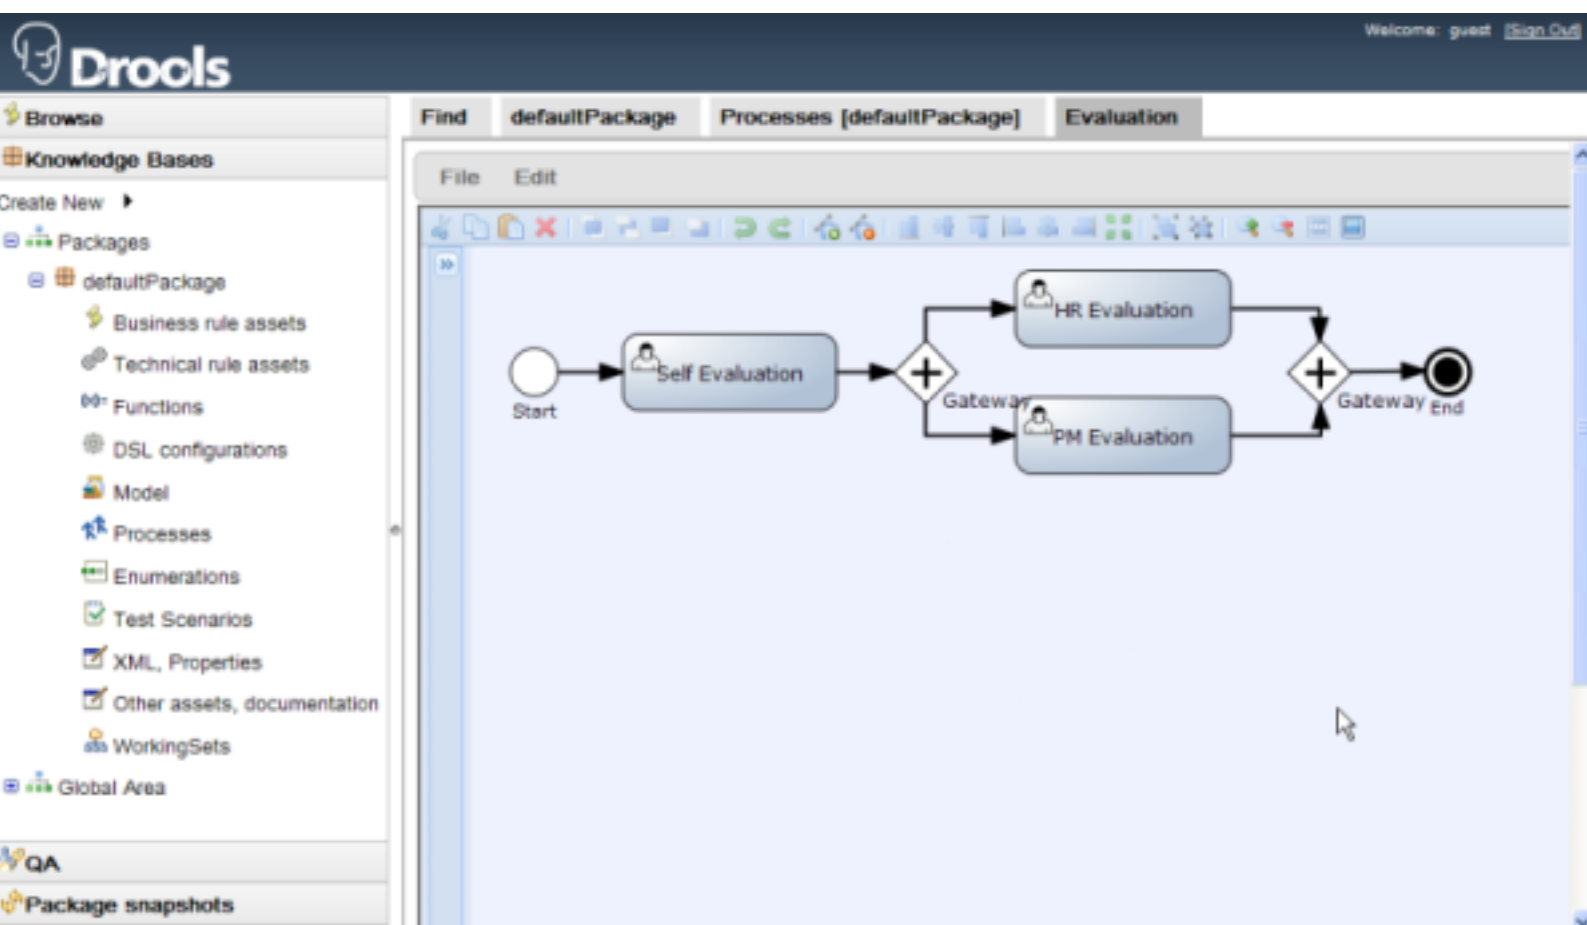 Welcome: guest [Sign Out]
Drools
Browse
Knowledge Bases
Create New
Packages
defaultPackage
Business rule assets
Technical rule assets
Functions
DSL configurations
Model
Processes
Enumerations
Test Scenarios
XML, Properties
Other assets, documentation
WorkingSets
Global Area
QA
Package snapshots
Find defaultPackage Processes [defaultPackage] Evaluation
File Edit
Start
Self Evaluation
Gateway
HR Evaluation
PM Evaluation
Gateway
End